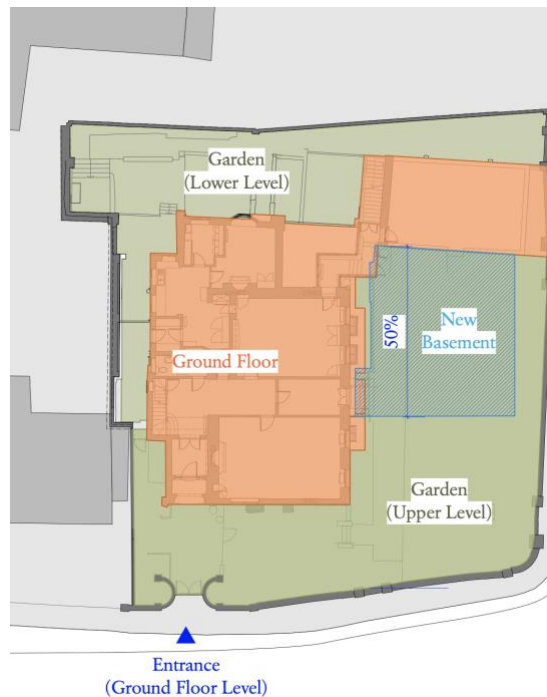 Garden
(Lower Level)
Ground Floor
50%
New
Basement
Garden
(Upper Level)
Entrance
(Ground Floor Level)